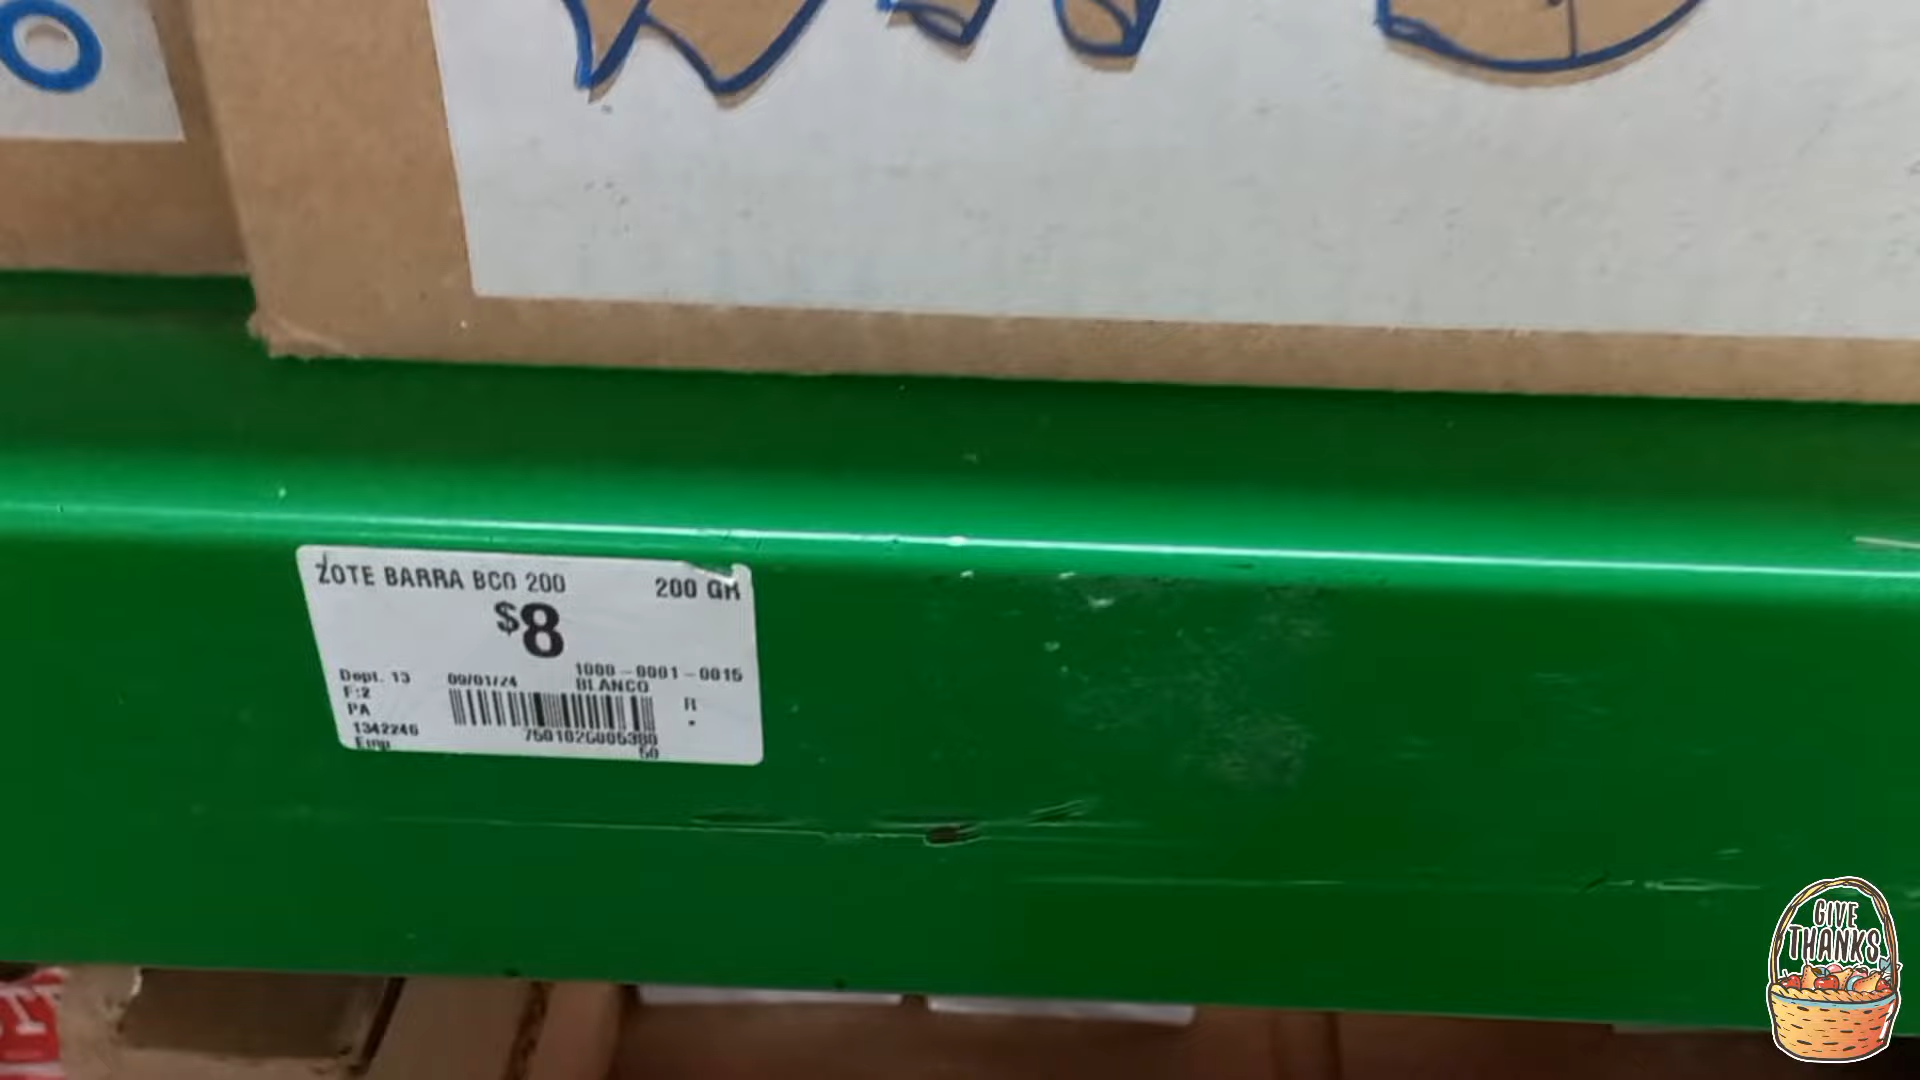 ZOTE BARRA BCO 200 200 GR
$8
1000-0001-0015
Dept. 13 09/01/24 BLANCO
F:2 R
PA
1342246
7501026005380
Emp 50
GIVE
THANKS